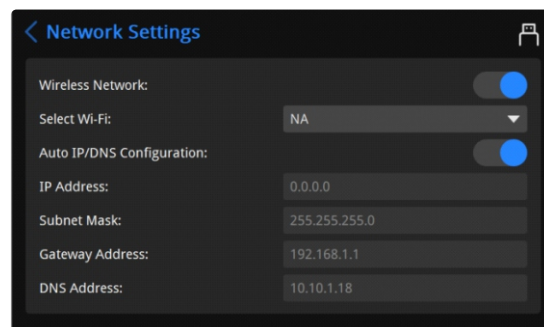 Network Settings
Wireless Network:
Select Wi-Fi: NA
Auto IP/DNS Configuration:
IP Address: 0.0.0.0
Subnet Mask: 255.255.255.0
Gateway Address: 192.168.1.1
DNS Address: 10.10.1.18